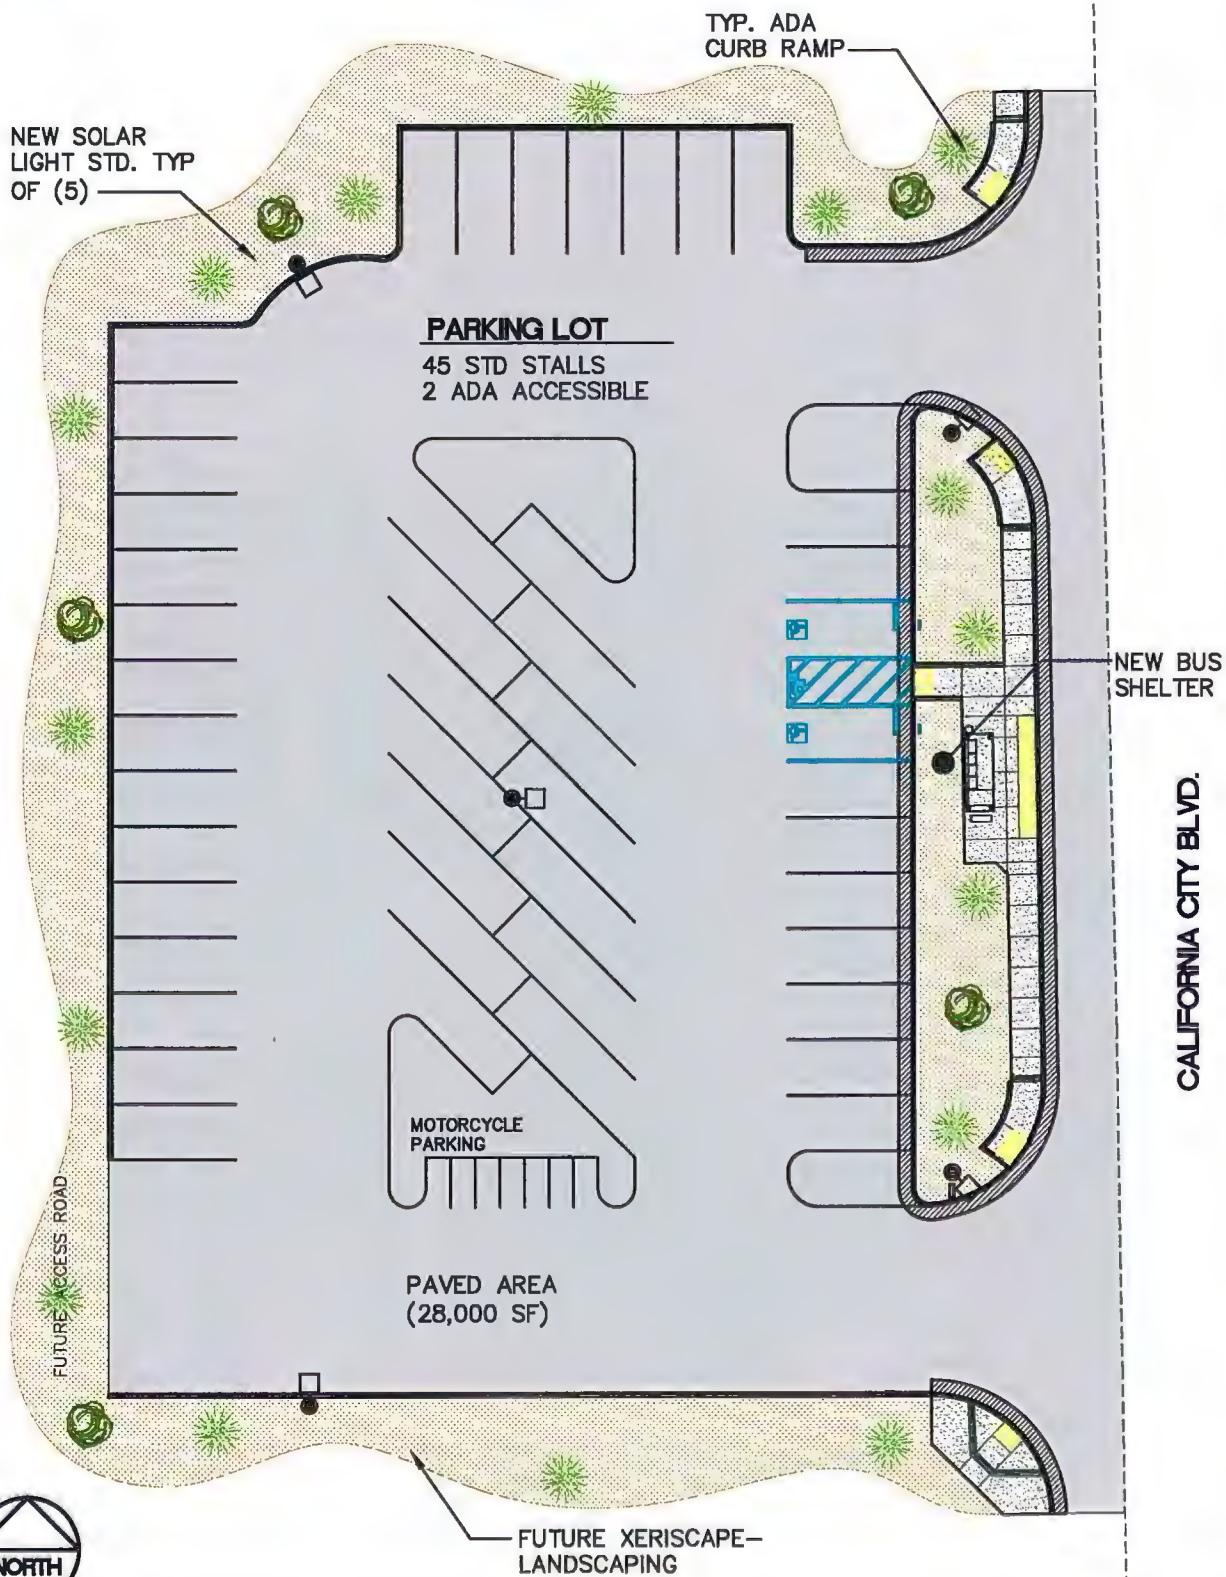 TYP. ADA
CURB RAMP
NEW SOLAR
LIGHT STD. TYP
OF (5)
PARKING LOT
45 STD STALLS
2 ADA ACCESSIBLE
NEW BUS
SHELTER
CALIFORNIA CITY BLVD.
MOTORCYCLE
PARKING
FUTURE ACCESS ROAD
PAVED AREA
(28,000 SF)
FUTURE XERISCAPE-
LANDSCAPING
NORTH